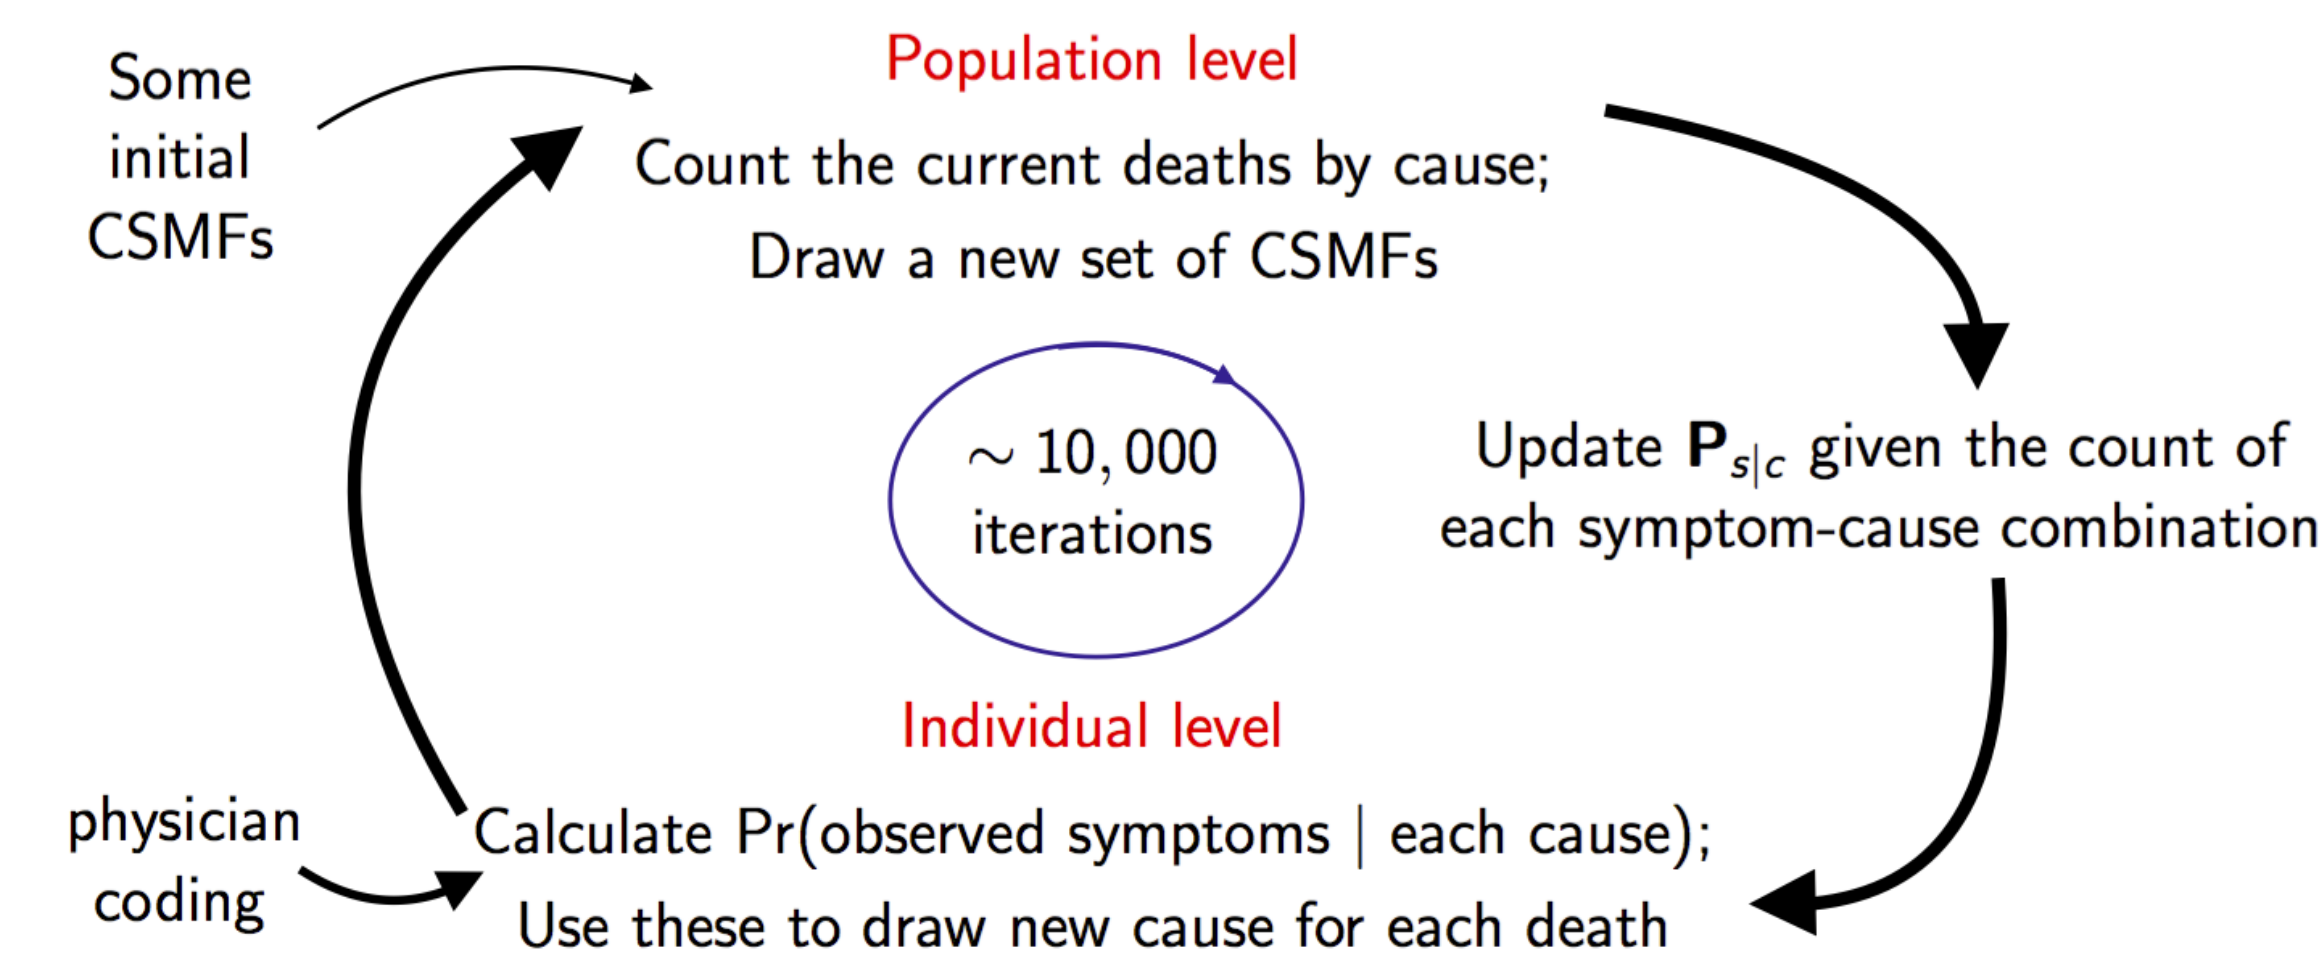 Some
initial
CSMFs
Population level
Count the current deaths by cause;
Draw a new set of CSMFs
∼ 10,000
iterations
Update P_{s|c} given the count of
each symptom-cause combination
Individual level
physician
coding
Calculate Pr(observed symptoms | each cause);
Use these to draw new cause for each death